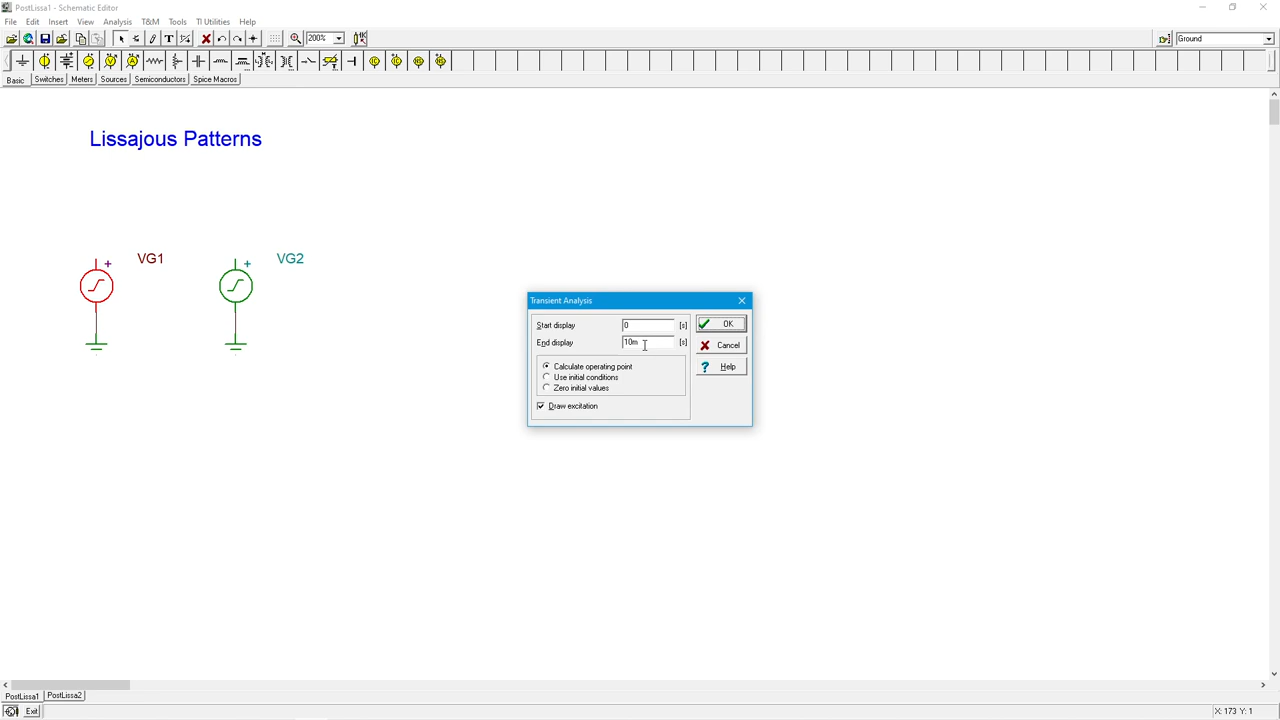 PostLissa1 - Schematic Editor
File Edit Insert View Analysis T&M Tools TI Utilities Help
200%
Ground
Basic Switches Meters Sources Semiconductors Spice Macros
Lissajous Patterns
VG1 VG2
Transient Analysis
Start display 0 [s] OK
End display 10m [s] Cancel
Calculate operating point Help
Use initial conditions
Zero initial values
Draw excitation
PostLissa1 PostLissa2
Exit X: 173 Y: 1